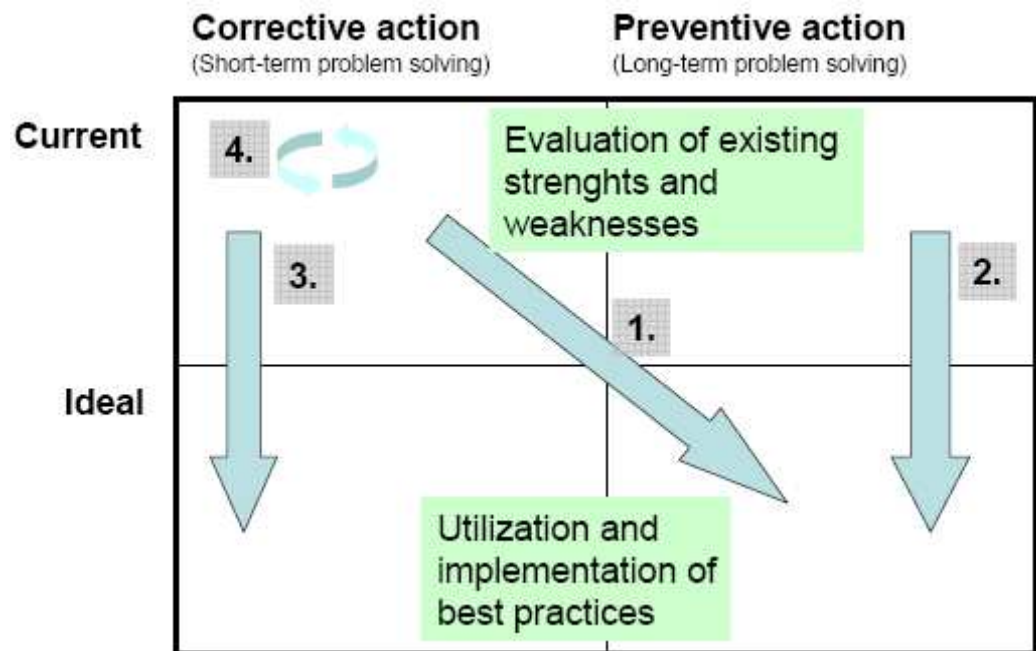 Corrective action
(Short-term problem solving)
Preventive action
(Long-term problem solving)
Current
4.
Evaluation of existing
strenghts and
weaknesses
3.
2.
1.
Ideal
Utilization and
implementation of
best practices